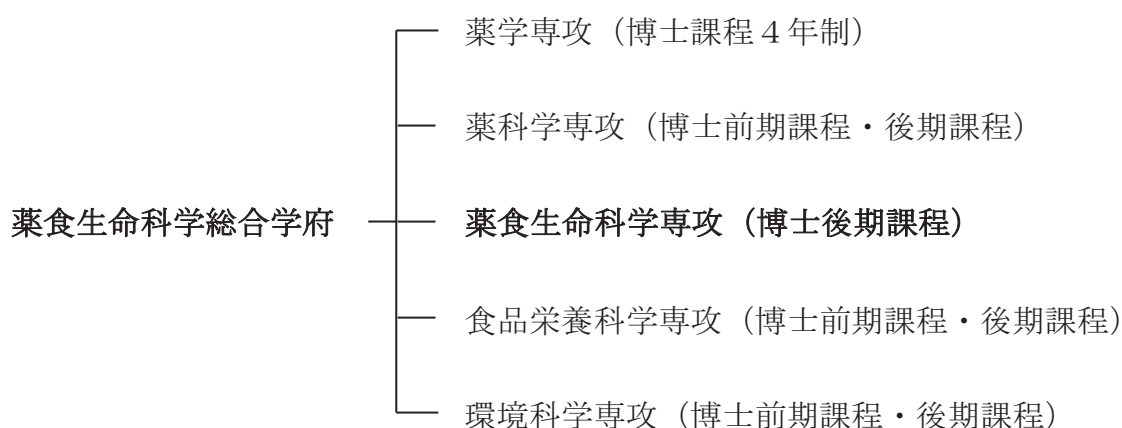 薬学専攻（博士課程４年制）
薬科学専攻（博士前期課程・後期課程）
薬食生命科学総合学府
薬食生命科学専攻（博士後期課程）
食品栄養科学専攻（博士前期課程・後期課程）
環境科学専攻（博士前期課程・後期課程）